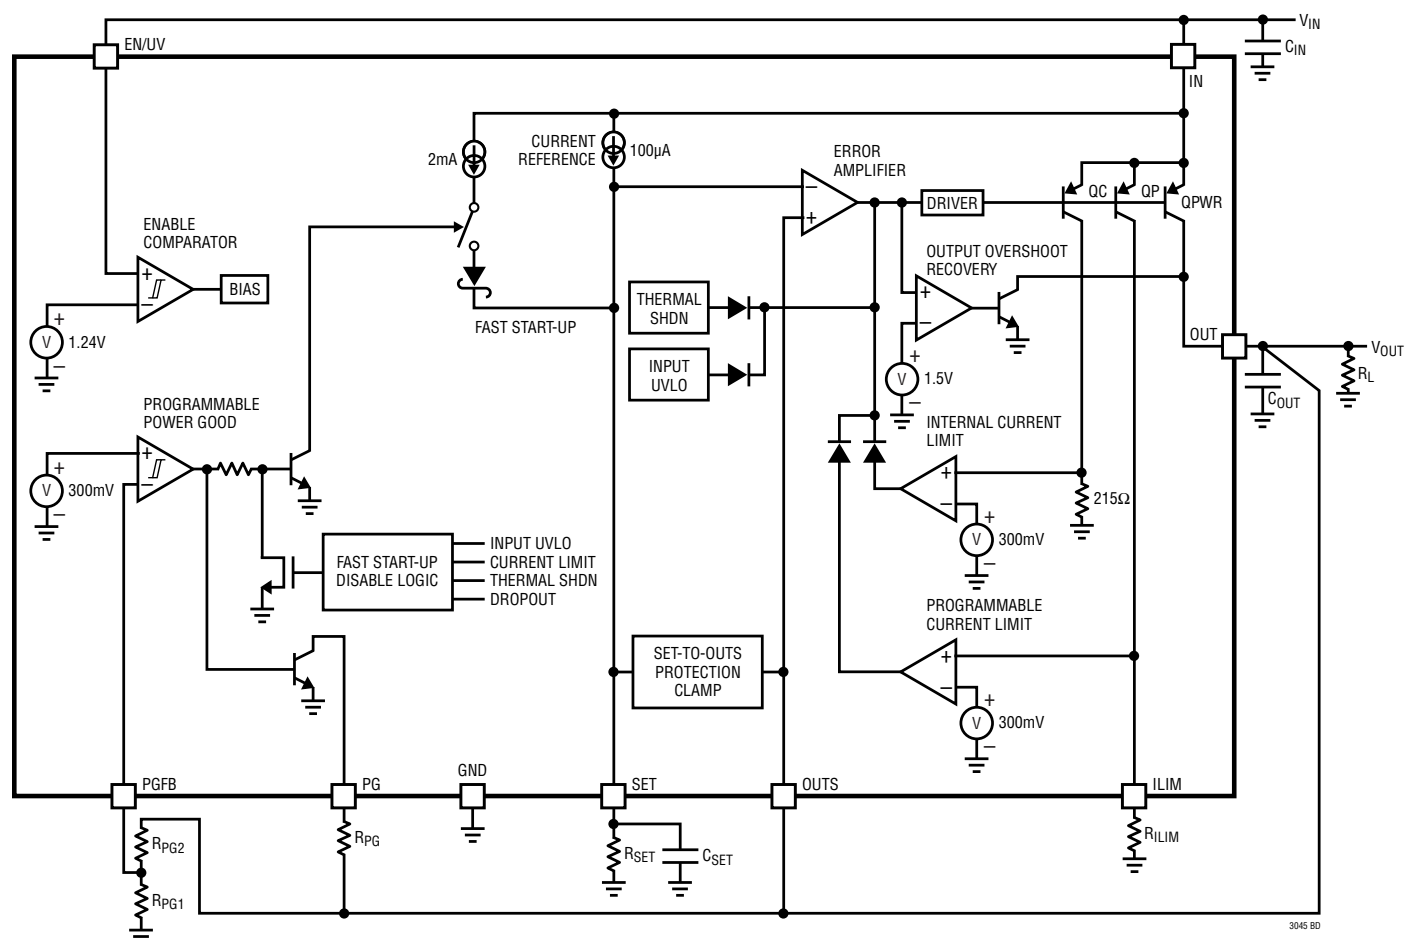 VIN
EN/UV
CIN
IN
2mA
CURRENT
REFERENCE
100µA
ERROR
AMPLIFIER
–
+
DRIVER
QC
QP
QPWR
ENABLE
COMPARATOR
+
–
BIAS
+
V
1.24V
–
FAST START-UP
THERMAL
SHDN
INPUT
UVLO
OUTPUT OVERSHOOT
RECOVERY
+
–
+
V
1.5V
–
OUT
VOUT
COUT
RL
PROGRAMMABLE
POWER GOOD
+
–
+
V
300mV
–
INTERNAL CURRENT
LIMIT
+
–
215Ω
+
V
300mV
–
FAST START-UP
DISABLE LOGIC
INPUT UVLO
CURRENT LIMIT
THERMAL SHDN
DROPOUT
PROGRAMMABLE
CURRENT LIMIT
+
–
+
V
300mV
–
SET-TO-OUTS
PROTECTION
CLAMP
PGFB
PG
GND
SET
OUTS
ILIM
RPG2
RPG1
RPG
RSET
CSET
RILIM
3045 BD